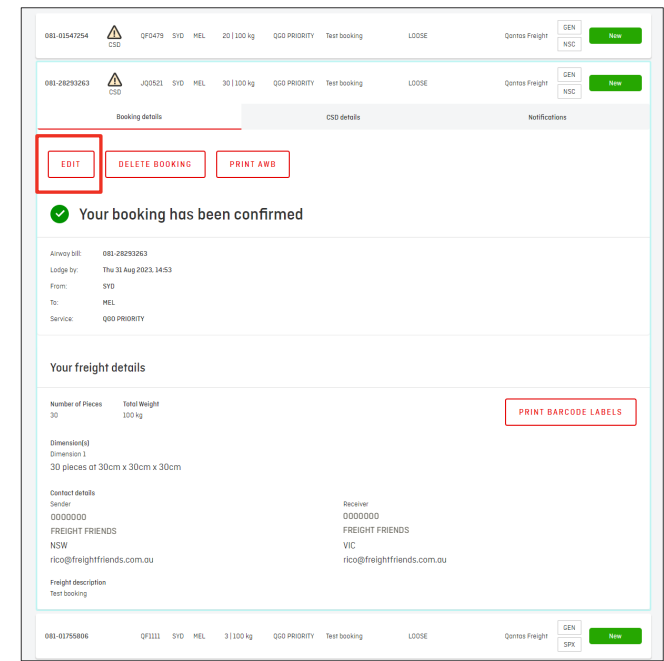 081-01547254 CSD QF0479 SYD MEL 20 | 100 kg QGO PRIORITY Test booking LOOSE Qantas Freight GEN NSC New
081-28293263 CSD JQ0521 SYD MEL 30 | 100 kg QGO PRIORITY Test booking LOOSE Qantas Freight GEN NSC New
Booking details CSD details Notifications
EDIT DELETE BOOKING PRINT AWB
Your booking has been confirmed
Airway bill: 081-28293263
Lodge by: Thu 31 Aug 2023, 14:53
From: SYD
To: MEL
Service: QGO PRIORITY
Your freight details
Number of Pieces Total Weight
30 100 kg
PRINT BARCODE LABELS
Dimension(s)
Dimension 1
30 pieces at 30cm x 30cm x 30cm
Contact details
Sender Receiver
0000000 0000000
FREIGHT FRIENDS FREIGHT FRIENDS
NSW VIC
rico@freightfriends.com.au rico@freightfriends.com.au
Freight description
Test booking
081-01755806 QF1111 SYD MEL 3 | 100 kg QGO PRIORITY Test booking LOOSE Qantas Freight GEN SPX New